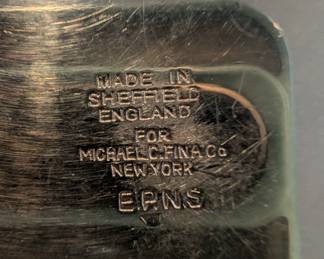 MADE IN
SHEFFIELD
ENGLAND
FOR
MICHAEL C. FINA Co
NEW YORK
E.P.N.S